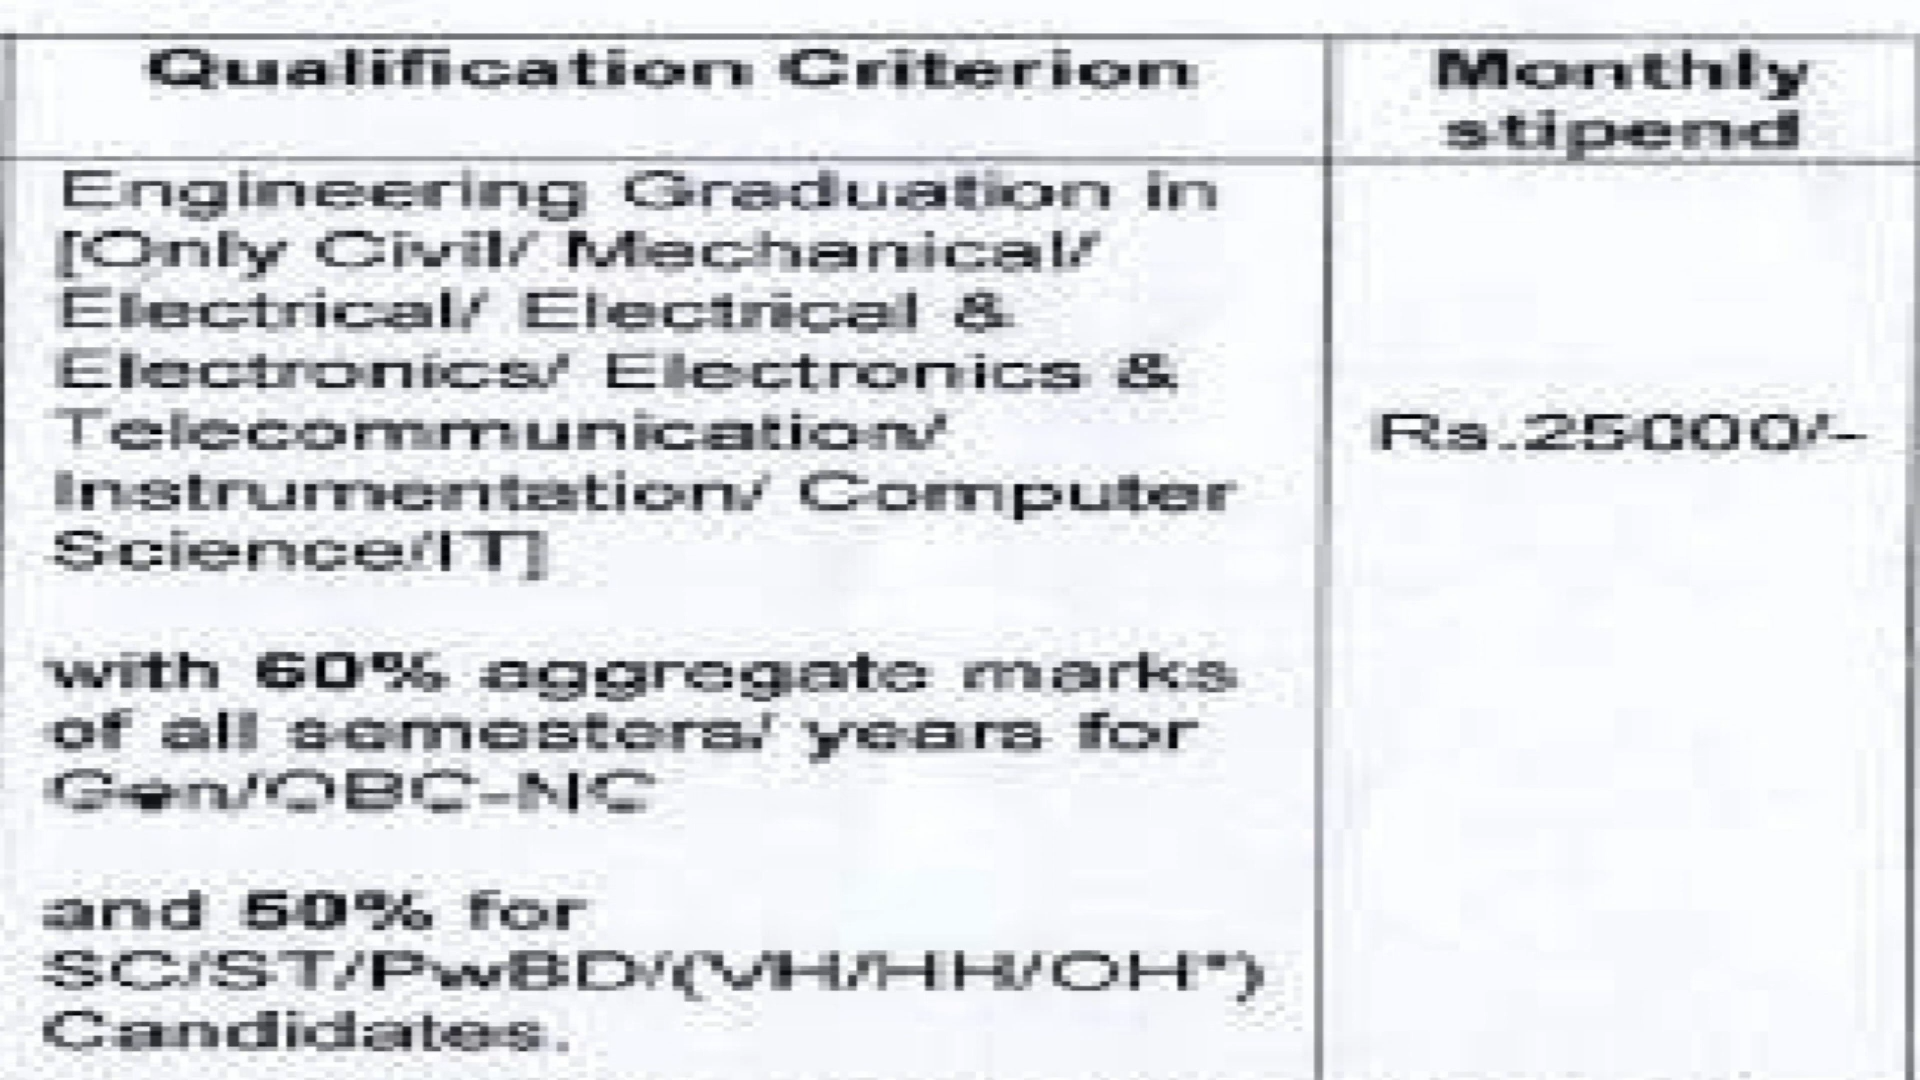 Qualification Criterion
Monthly
stipend
Engineering Graduation in
[Only Civil/ Mechanical/
Electrical/ Electrical &
Electronics/ Electronics &
Telecommunication/
Instrumentation/ Computer
Science/IT]
with 60% aggregate marks
of all semesters/ years for
Gen/OBC-NC
and 50% for
SC/ST/PwBD/(VH/HH/OH*)
Candidates.
Rs.25000/-